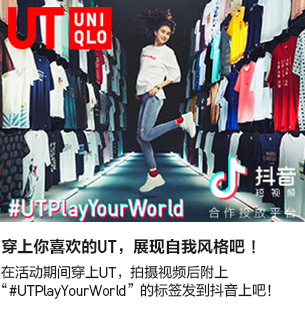 UT UNI
QLO
抖音
短视频
#UTPlayYourWorld
合作投放平台
穿上你喜欢的UT，展现自我风格吧！
在活动期间穿上UT，拍摄视频后附上
“#UTPlayYourWorld”的标签发到抖音上吧！